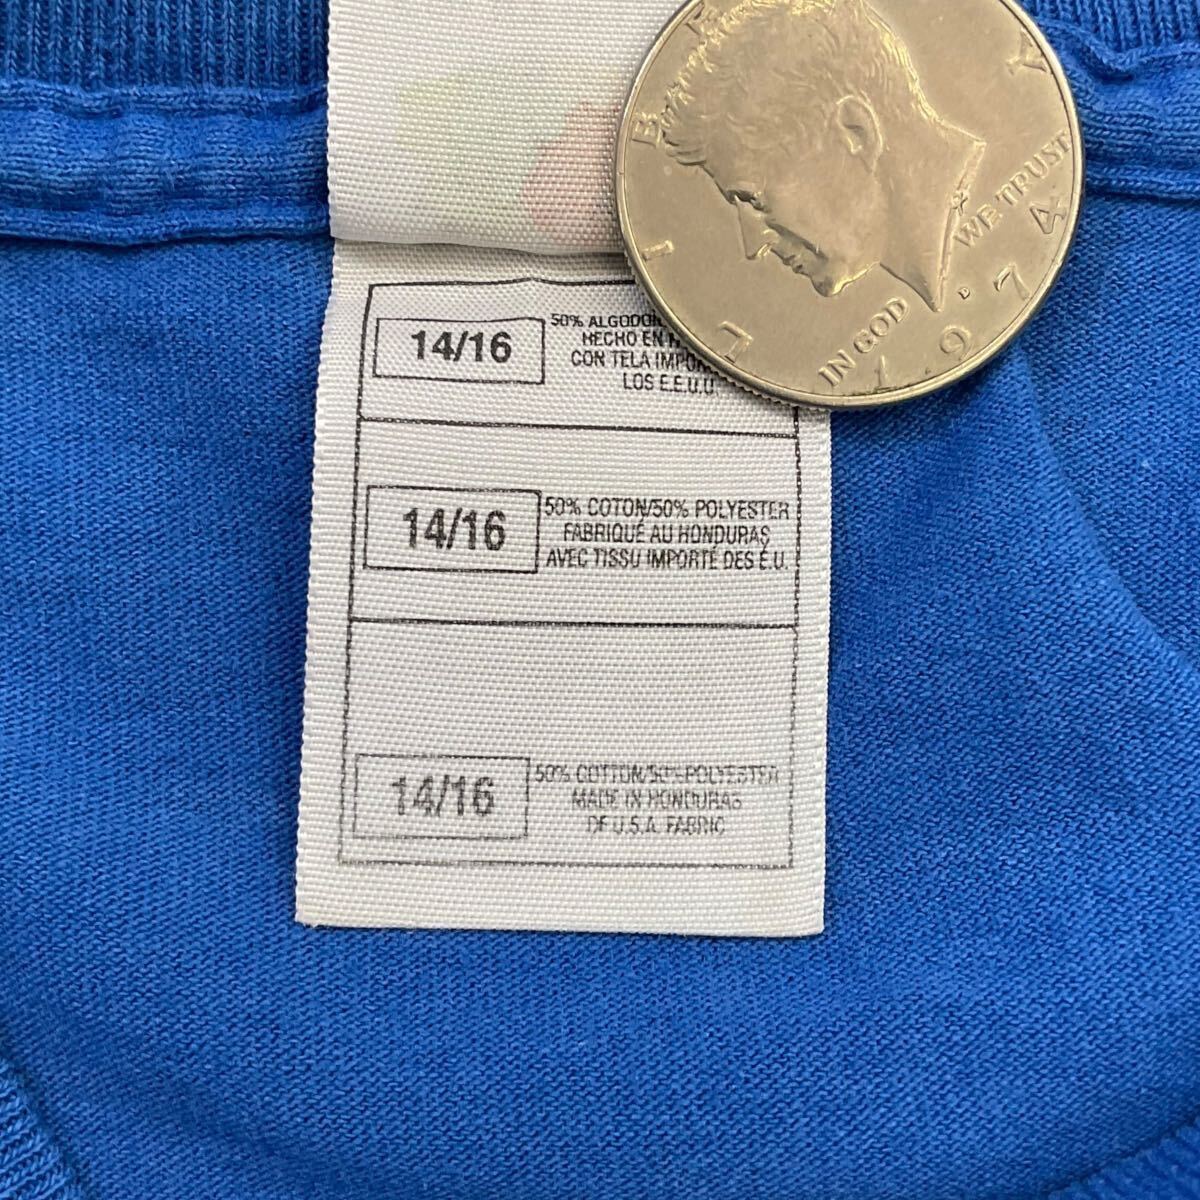 LIBERTY
IN GOD WE TRUST
D
1974
14/16
50%
HECHO EN
CON TELA
LOS E.E.U.U.
14/16
50% COTON/50% POLYESTER
FABRIQUÉ AU HONDURAS
AVEC TISSU IMPORTÉ DES É.U.
14/16
50% COTTON/50% POLYESTER
MADE IN HONDURAS
OF U.S.A. FABRIC